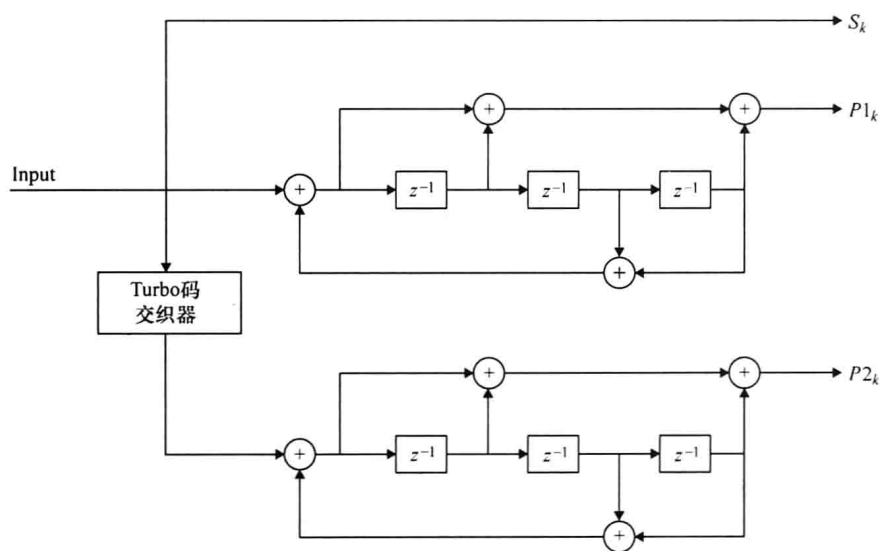 S_k
P1_k
Input
z⁻¹ z⁻¹ z⁻¹
Turbo码
交织器
P2_k
z⁻¹ z⁻¹ z⁻¹